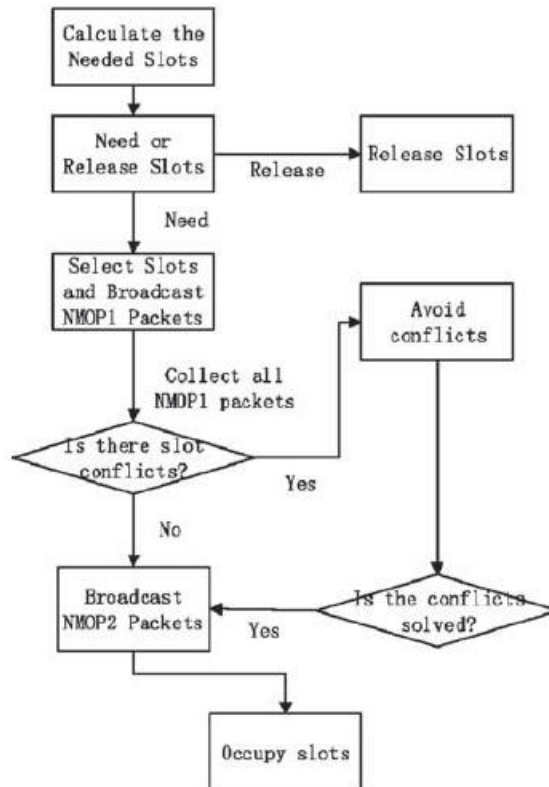 Calculate the
Needed Slots
Need or
Release Slots
Release
Release Slots
Need
Select Slots
and Broadcast
NMOP1 Packets
Avoid
conflicts
Collect all
NMOP1 packets
Is there slot
conflicts?
Yes
No
Broadcast
NMOP2 Packets
Yes
Is the conflicts
solved?
Occupy slots